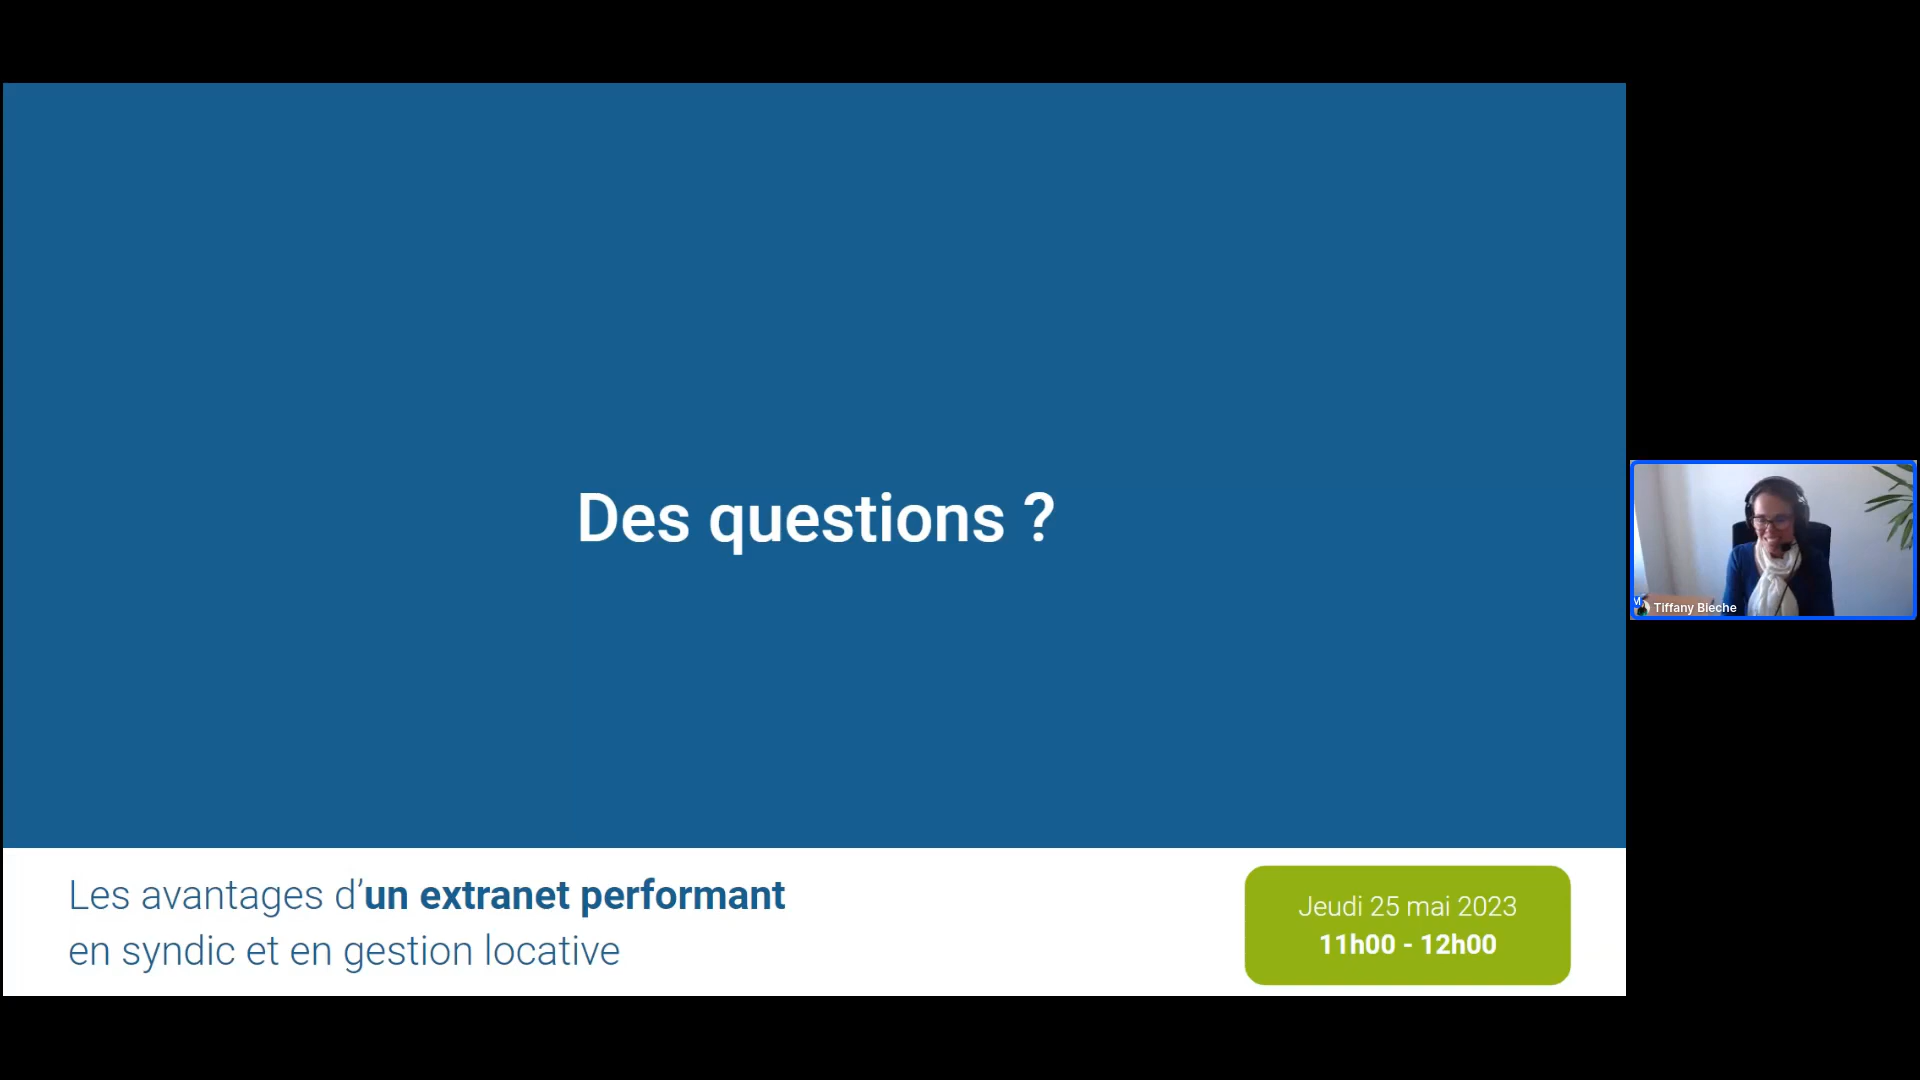 Des questions ?
Les avantages d'un extranet performant
en syndic et en gestion locative
Jeudi 25 mai 2023
11h00 - 12h00
Tiffany Bleche